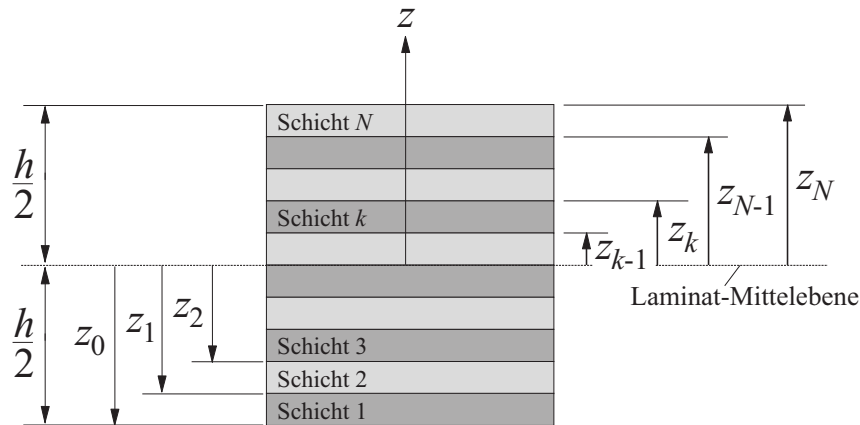 z
Schicht N
h
2
z_N
z_{N-1}
Schicht k
z_k
z_{k-1}
Laminat-Mittelebene
h
2
z_0
z_1
z_2
Schicht 3
Schicht 2
Schicht 1